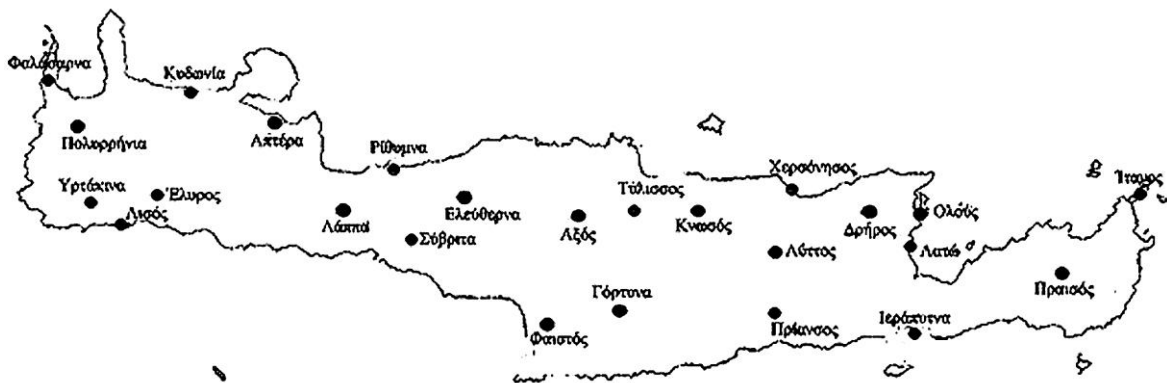 Φαλάσαρνα
Κυδωνία
Πολυρρήνια
Απτέρα
Ρίθυμνα
Χερσόνησος
Ίτανος
Υρτάκινα
Έλυρος
Τύλισσος
Λισός
Λάππα
Ελεύθερνα
Αξός
Κνωσός
Δρήρος
Ολούς
Σύβριτα
Λύττος
Λατώ
Πραισός
Γόρτυνα
Φαιστός
Πρίανσος
Ιεράπυτνα